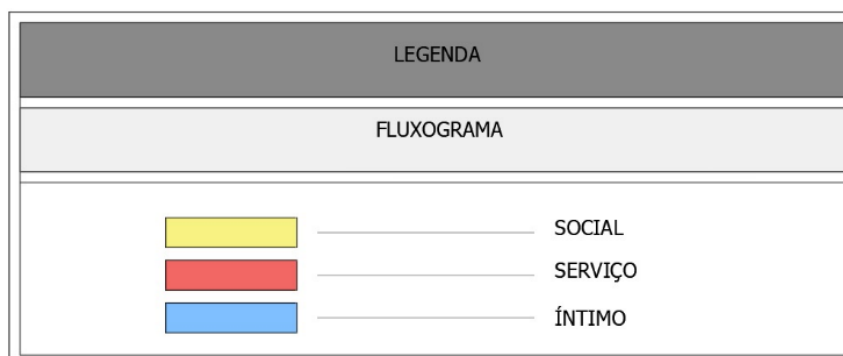 LEGENDA
FLUXOGRAMA
SOCIAL
SERVIÇO
ÍNTIMO